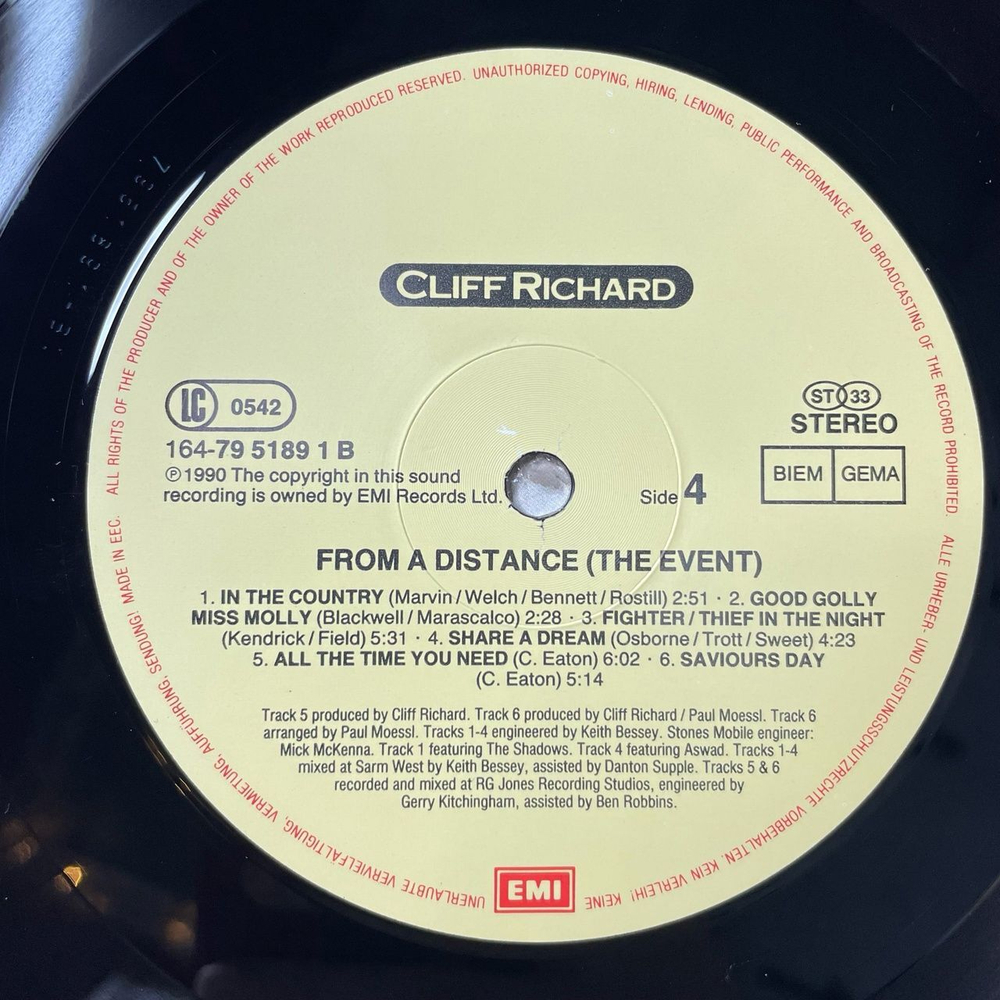 ALL RIGHTS OF THE PRODUCER AND OF THE OWNER OF THE WORK REPRODUCED RESERVED. UNAUTHORIZED COPYING, HIRING, LENDING, PUBLIC PERFORMANCE AND BROADCASTING OF THE RECORD PROHIBITED.
CLIFF RICHARD
LC 0542
164-79 5189 1 B
Ⓟ1990 The copyright in this sound
recording is owned by EMI Records Ltd.
ST 33
STEREO
BIEM GEMA
Side 4
FROM A DISTANCE (THE EVENT)
1. IN THE COUNTRY (Marvin/Welch/Bennett/Rostill) 2:51 · 2. GOOD GOLLY
MISS MOLLY (Blackwell/Marascalco) 2:28 · 3. FIGHTER/THIEF IN THE NIGHT
(Kendrick/Field) 5:31 · 4. SHARE A DREAM (Osborne/Trott/Sweet) 4:23
5. ALL THE TIME YOU NEED (C. Eaton) 6:02 · 6. SAVIOURS DAY
(C. Eaton) 5:14
Track 5 produced by Cliff Richard. Track 6 produced by Cliff Richard / Paul Moessl. Track 6
arranged by Paul Moessl. Tracks 1-4 engineered by Keith Bessey. Stones Mobile engineer:
Mick McKenna. Track 1 featuring The Shadows. Track 4 featuring Aswad. Tracks 1-4
mixed at Sarm West by Keith Bessey, assisted by Danton Supple. Tracks 5 & 6
recorded and mixed at RG Jones Recording Studios, engineered by
Gerry Kitchingham, assisted by Ben Robbins.
ALLE URHEBER- UND LEISTUNGSSCHUTZRECHTE VORBEHALTEN. KEIN VERLEIH! KEINE
UNERLAUBTE VERVIELFÄLTIGUNG, VERMIETUNG, AUFFÜHRUNG, SENDUNG! MADE IN EEC.
EMI